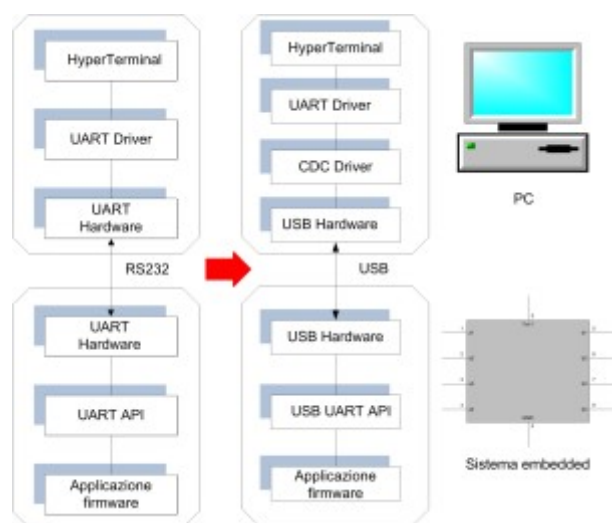 HyperTerminal
UART Driver
UART
Hardware
RS232
UART
Hardware
UART API
Applicazione
firmware
HyperTerminal
UART Driver
CDC Driver
USB Hardware
USB
USB Hardware
USB UART API
Applicazione
firmware
PC
Sistema embedded